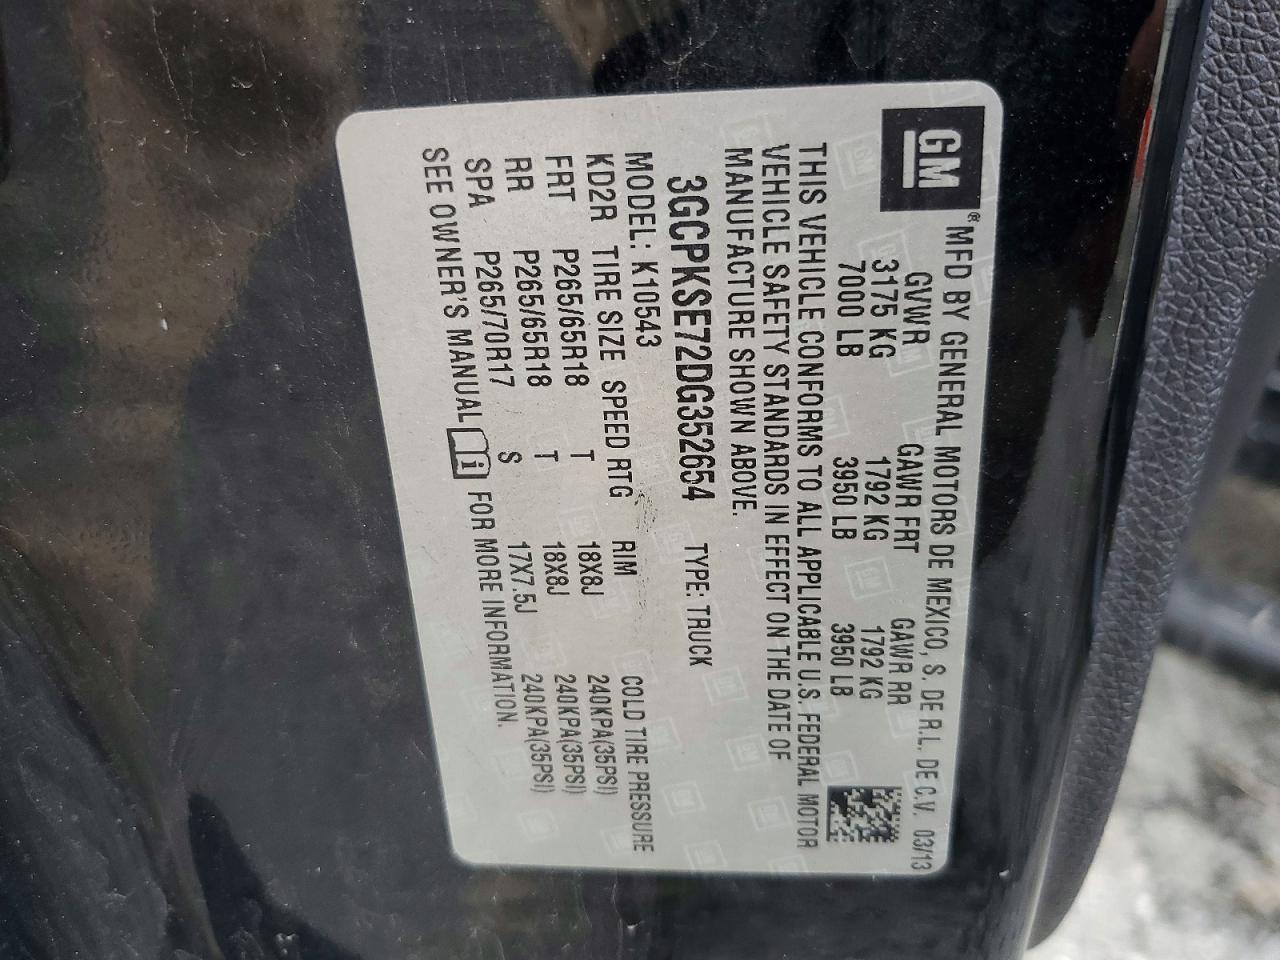 GM® MFD BY GENERAL MOTORS DE MEXICO, S. DE R.L. DE C.V. 03/13
GVWR GAWR FRT GAWR RR
3175 KG 1792 KG 1792 KG
7000 LB 3950 LB 3950 LB
THIS VEHICLE CONFORMS TO ALL APPLICABLE U.S. FEDERAL MOTOR
VEHICLE SAFETY STANDARDS IN EFFECT ON THE DATE OF
MANUFACTURE SHOWN ABOVE.
3GCPKSE72DG352654 TYPE: TRUCK
MODEL: K10543
KD2R TIRE SIZE SPEED RTG RIM COLD TIRE PRESSURE
FRT P265/65R18 T 18X8J 240KPA(35PSI)
RR P265/65R18 T 18X8J 240KPA(35PSI)
SPA P265/70R17 S 17X7.5J 240KPA(35PSI)
SEE OWNER'S MANUAL i FOR MORE INFORMATION.